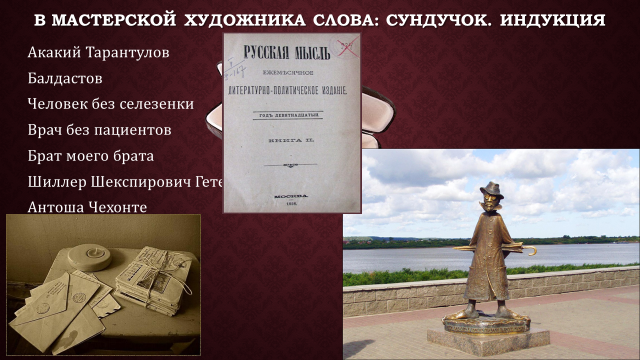 В МАСТЕРСКОЙ ХУДОЖНИКА СЛОВА: СУНДУЧОК. ИНДУКЦИЯ
Акакий Тарантулов
Балдастов
Человек без селезенки
Врач без пациентов
Брат моего брата
Шиллер Шекспирович Гете
Антоша Чехонте
РУССКАЯ МЫСЛЬ
ЕЖЕМѢСЯЧНОЕ
ЛИТЕРАТУРНО-ПОЛИТИЧЕСКОЕ ИЗДАНІЕ.
ГОДЪ ДЕВЯТНАДЦАТЫЙ
КНИГА II.
МОСКВА.